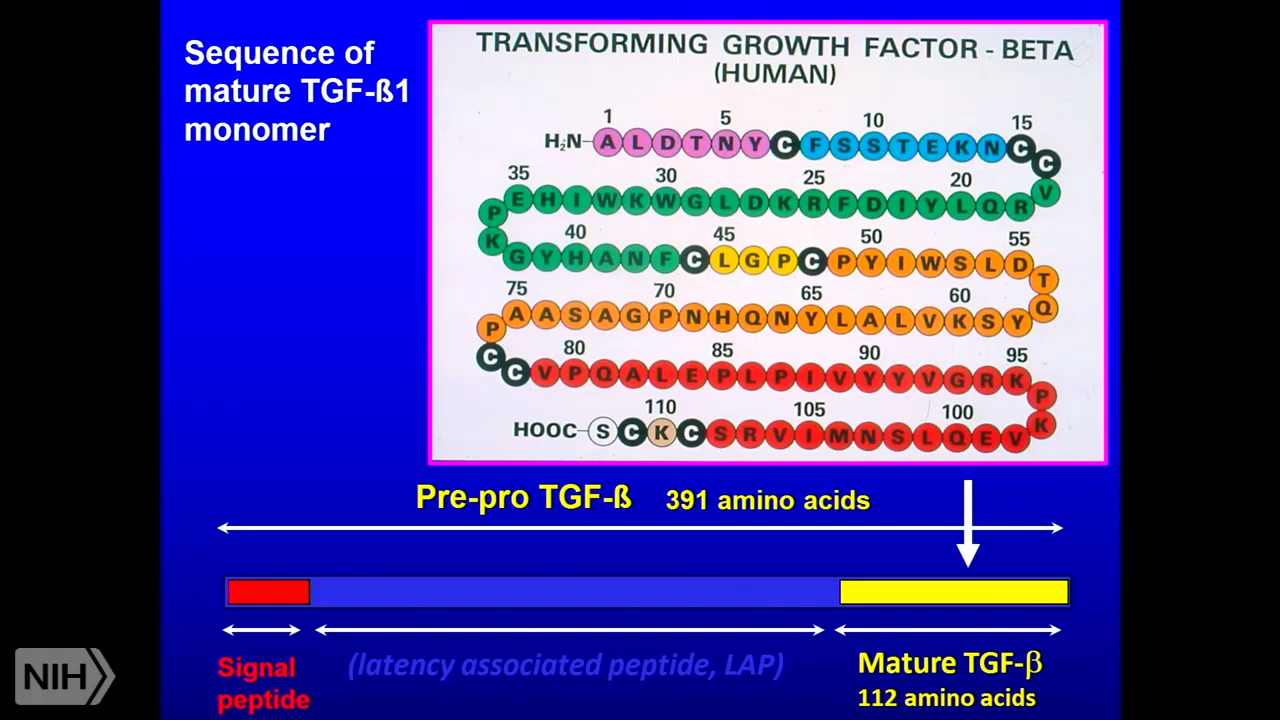 Sequence of
mature TGF-ß1
monomer
TRANSFORMING GROWTH FACTOR - BETA
(HUMAN)
1 5 10 15
H₂N- A L D T N Y C F S S T E K N C C
35 30 25 20
P E H I W K W G L D K R F D I Y L Q R V
40 45 50 55
K G Y H A N F C L G P C P Y I W S L D T
75 70 65 60
P A A S A G P N H Q N Y L A L V K S Y Q
80 85 90 95
C C V P Q A L E P L P I V Y Y V G R K P
110 105 100
HOOC- S C K C S R V I M N S L Q E V K
Pre-pro TGF-ß 391 amino acids
Signal
peptide
(latency associated peptide, LAP)
Mature TGF-β
112 amino acids
NIH